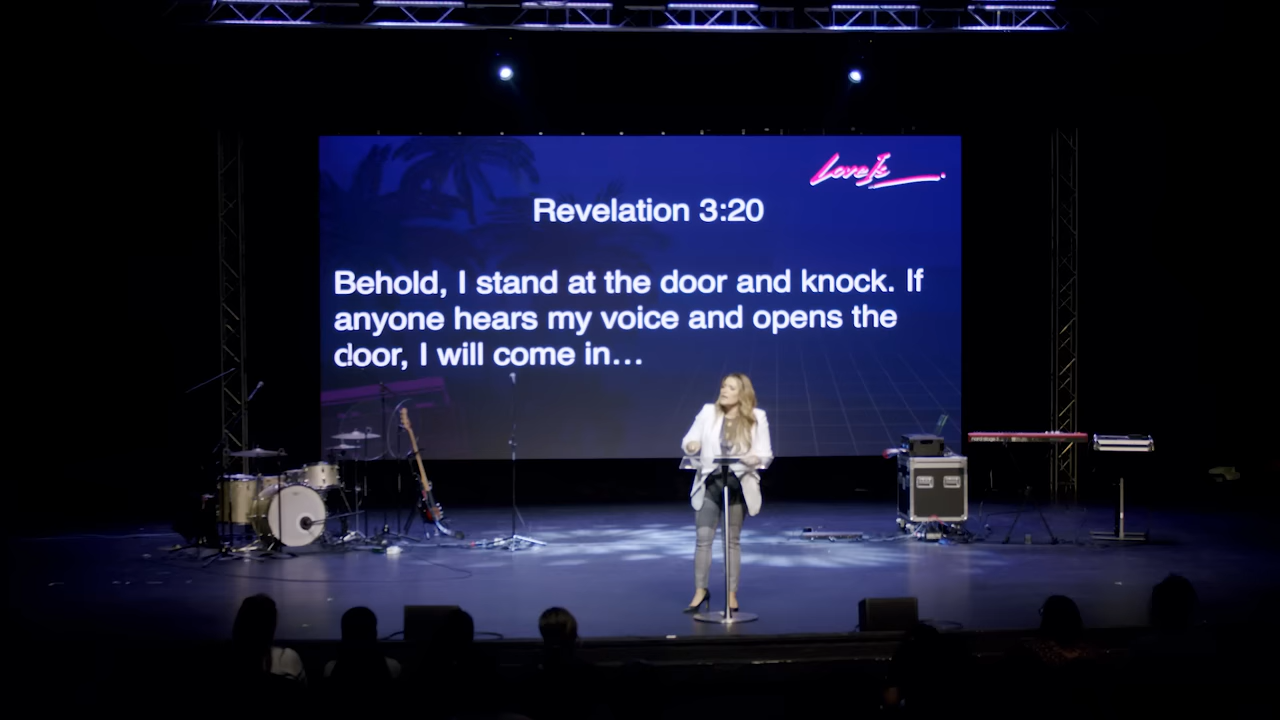 Love Is ___.
Revelation 3:20
Behold, I stand at the door and knock. If
anyone hears my voice and opens the
door, I will come in...